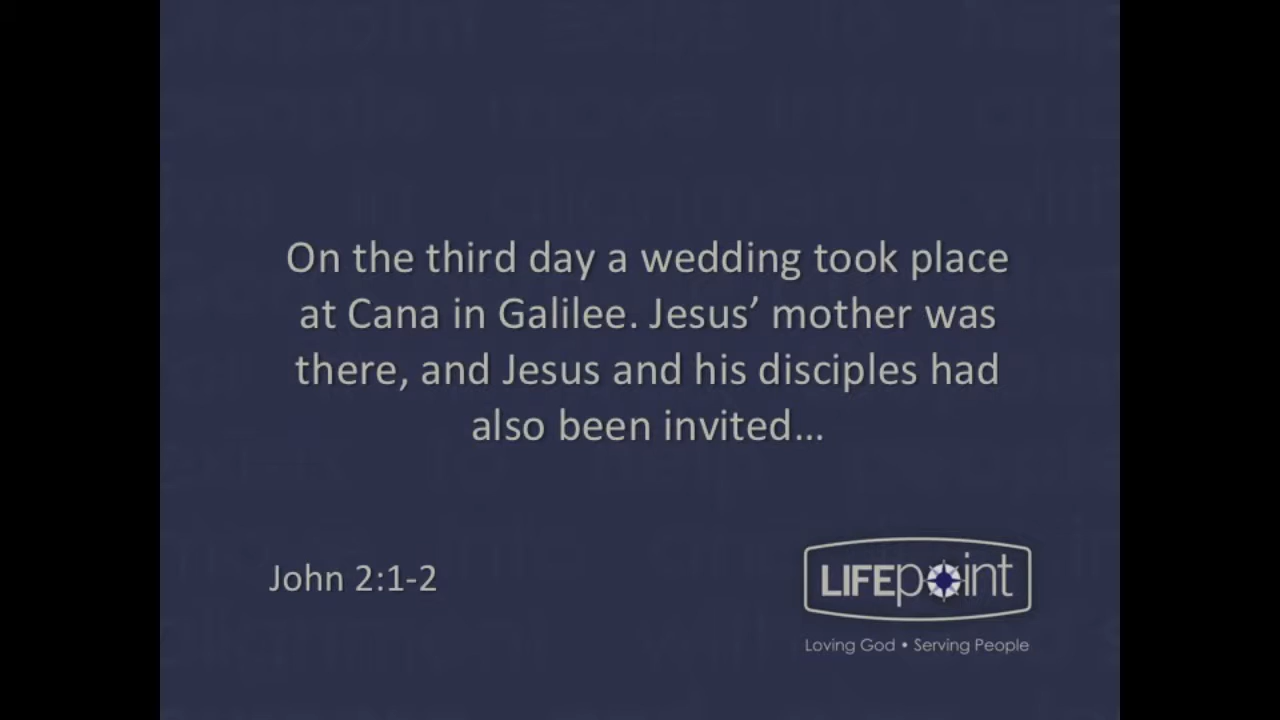 On the third day a wedding took place
at Cana in Galilee. Jesus’ mother was
there, and Jesus and his disciples had
also been invited…
John 2:1-2
LIFEpoint
Loving God • Serving People